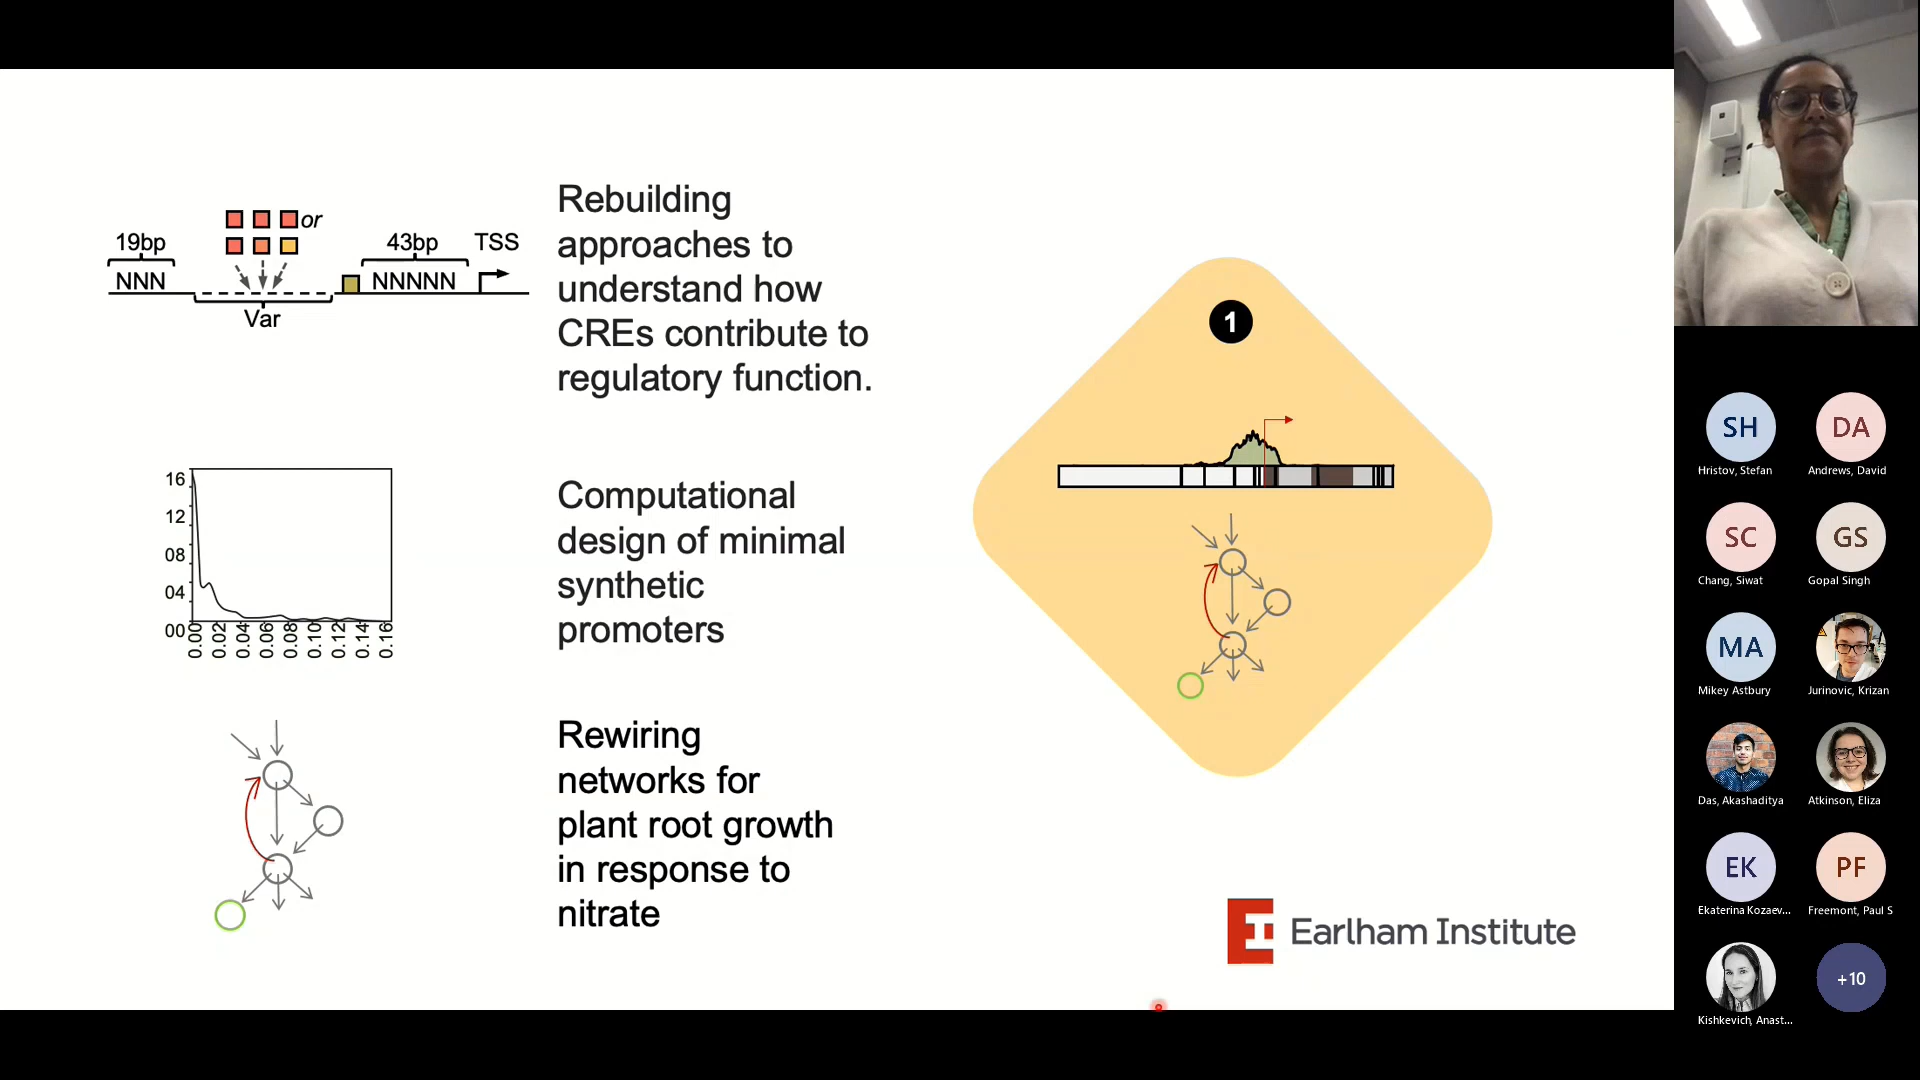 19bp
or
43bp
TSS
NNN
NNNNN
Var
Rebuilding
approaches to
understand how
CREs contribute to
regulatory function.
16
12
08
04
00
0.00
0.02
0.04
0.06
0.08
0.10
0.12
0.14
0.16
Computational
design of minimal
synthetic
promoters
Rewiring
networks for
plant root growth
in response to
nitrate
1
EI Earlham Institute
SH
DA
Hristov, Stefan
Andrews, David
SC
GS
Chang, Siwat
Gopal Singh
MA
Mikey Astbury
Jurinovic, Krizan
Das, Akashaditya
Atkinson, Eliza
EK
PF
Ekaterina Kozaev...
Freemont, Paul S
+10
Kishkevich, Anast...